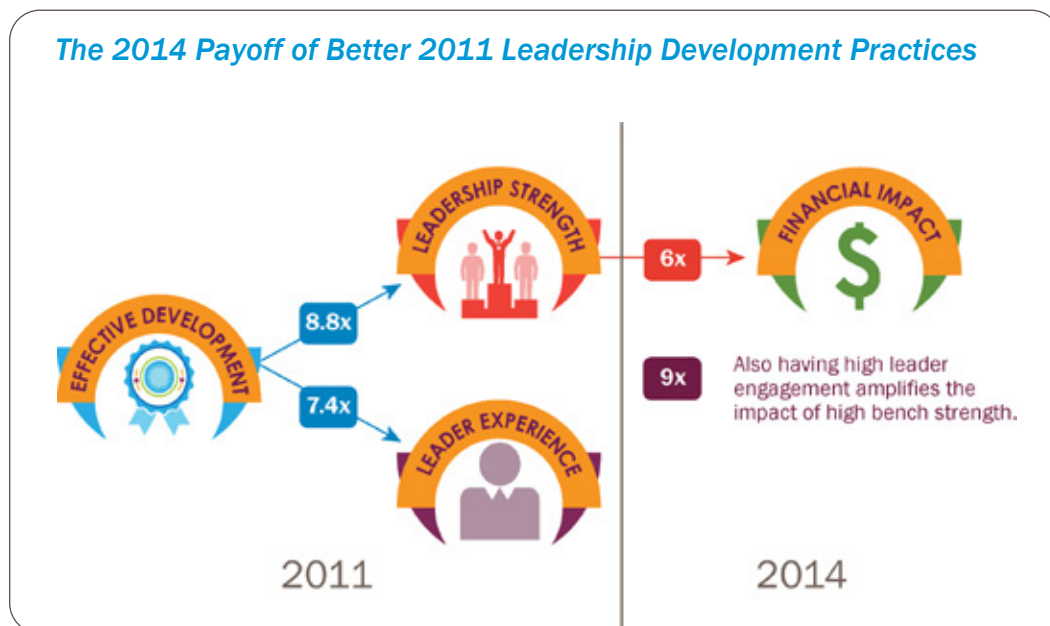 The 2014 Payoff of Better 2011 Leadership Development Practices
LEADERSHIP STRENGTH
FINANCIAL IMPACT
6x
$
EFFECTIVE DEVELOPMENT
8.8x
7.4x
9x
Also having high leader
engagement amplifies the
impact of high bench strength.
LEADER EXPERIENCE
2011
2014